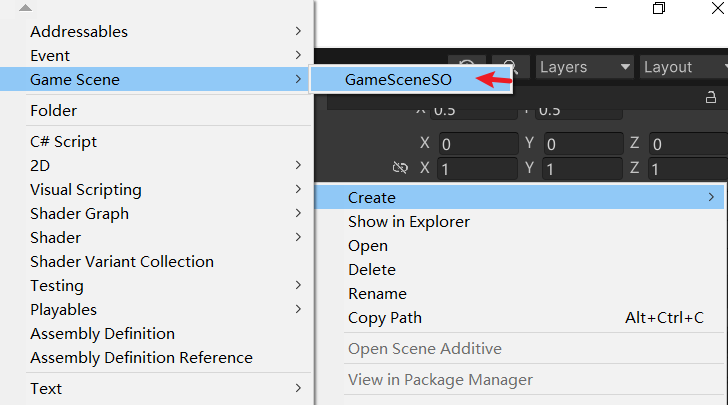 Addressables
Event
Game Scene
GameSceneSO
Folder
C# Script
2D
Visual Scripting
Shader Graph
Shader
Shader Variant Collection
Testing
Playables
Assembly Definition
Assembly Definition Reference
Text
Layers
Layout
X 0.5 Y 0.5
X 0 Y 0 Z 0
X 1 Y 1 Z 1
Create
Show in Explorer
Open
Delete
Rename
Copy Path Alt+Ctrl+C
Open Scene Additive
View in Package Manager